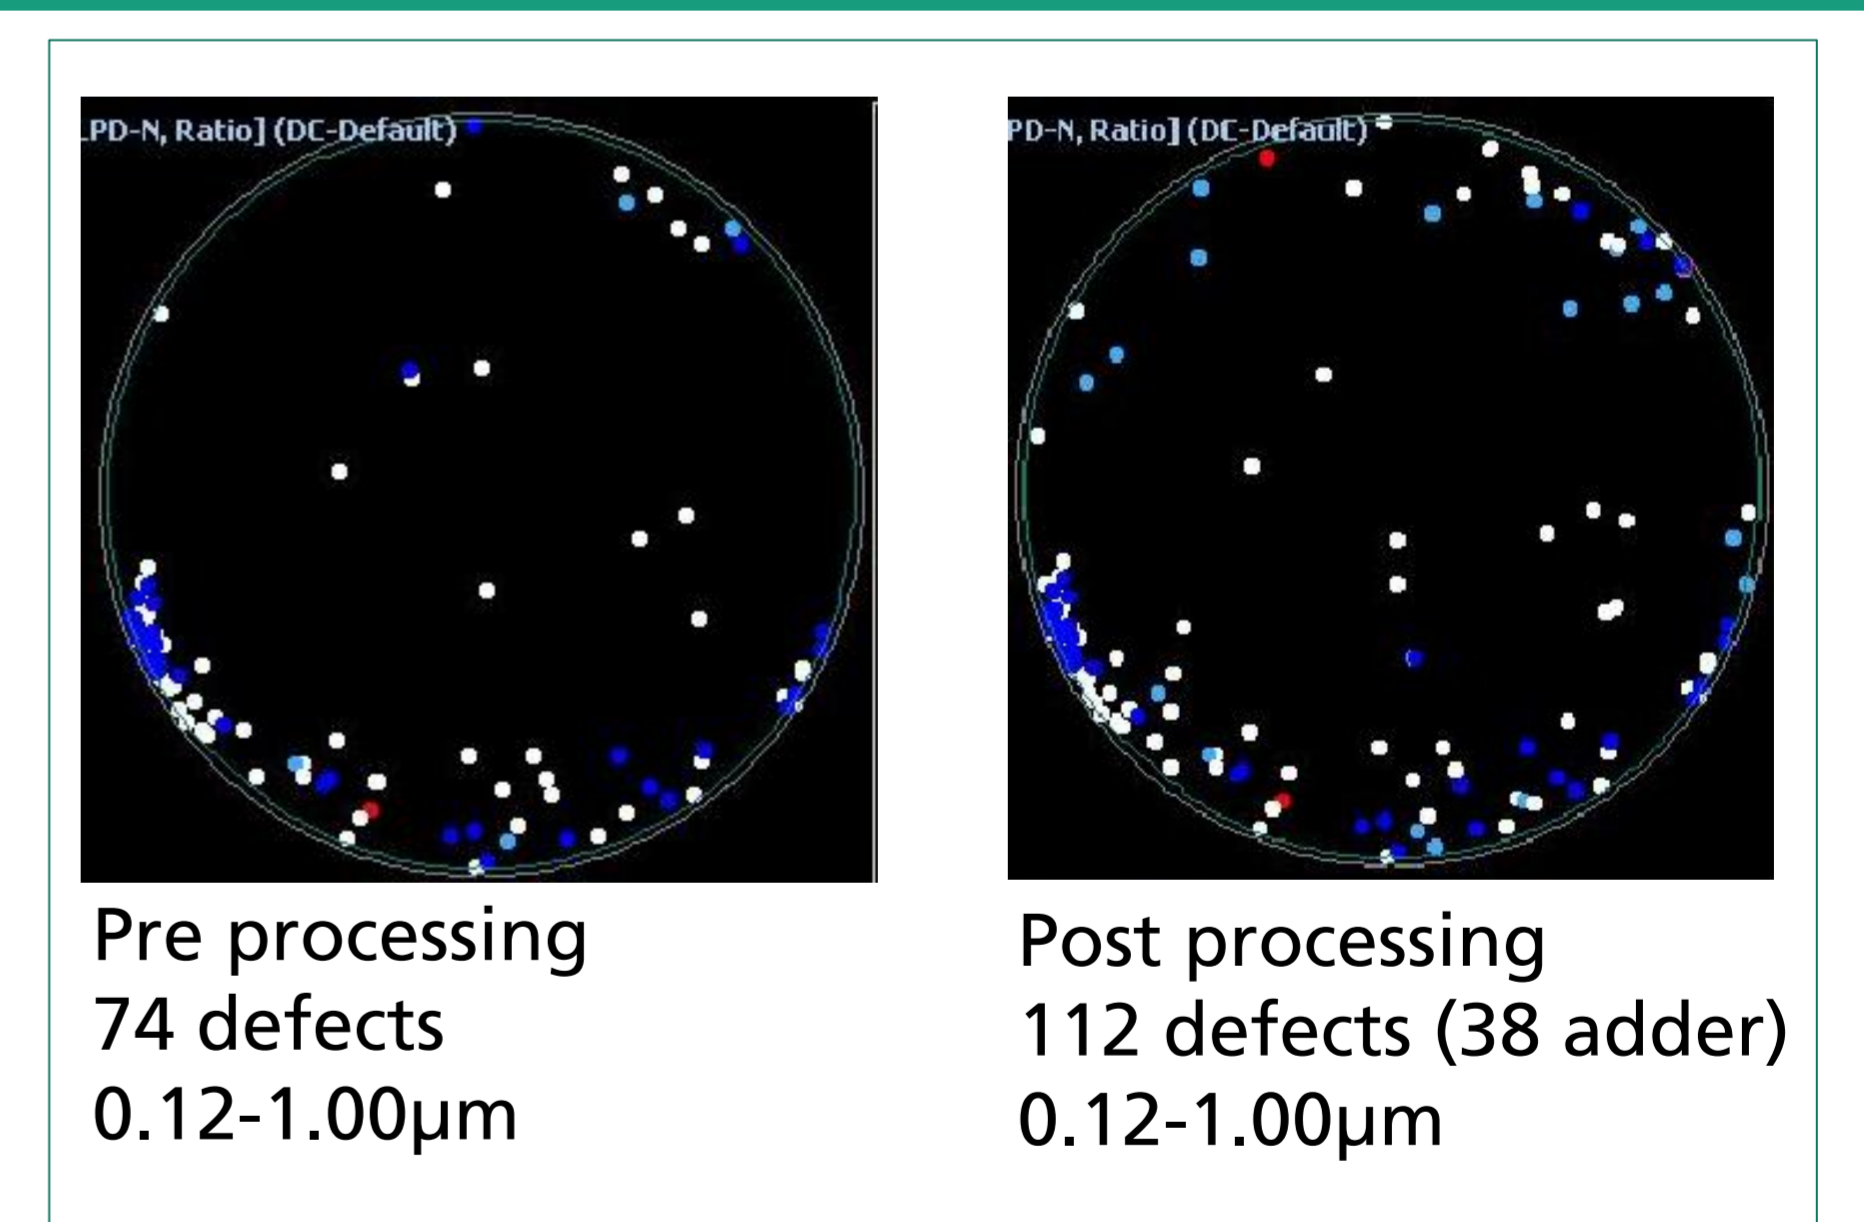 _PD-N, Ratio] (DC-Default)
PD-N, Ratio] (DC-Default)
Pre processing
74 defects
0.12-1.00µm
Post processing
112 defects (38 adder)
0.12-1.00µm